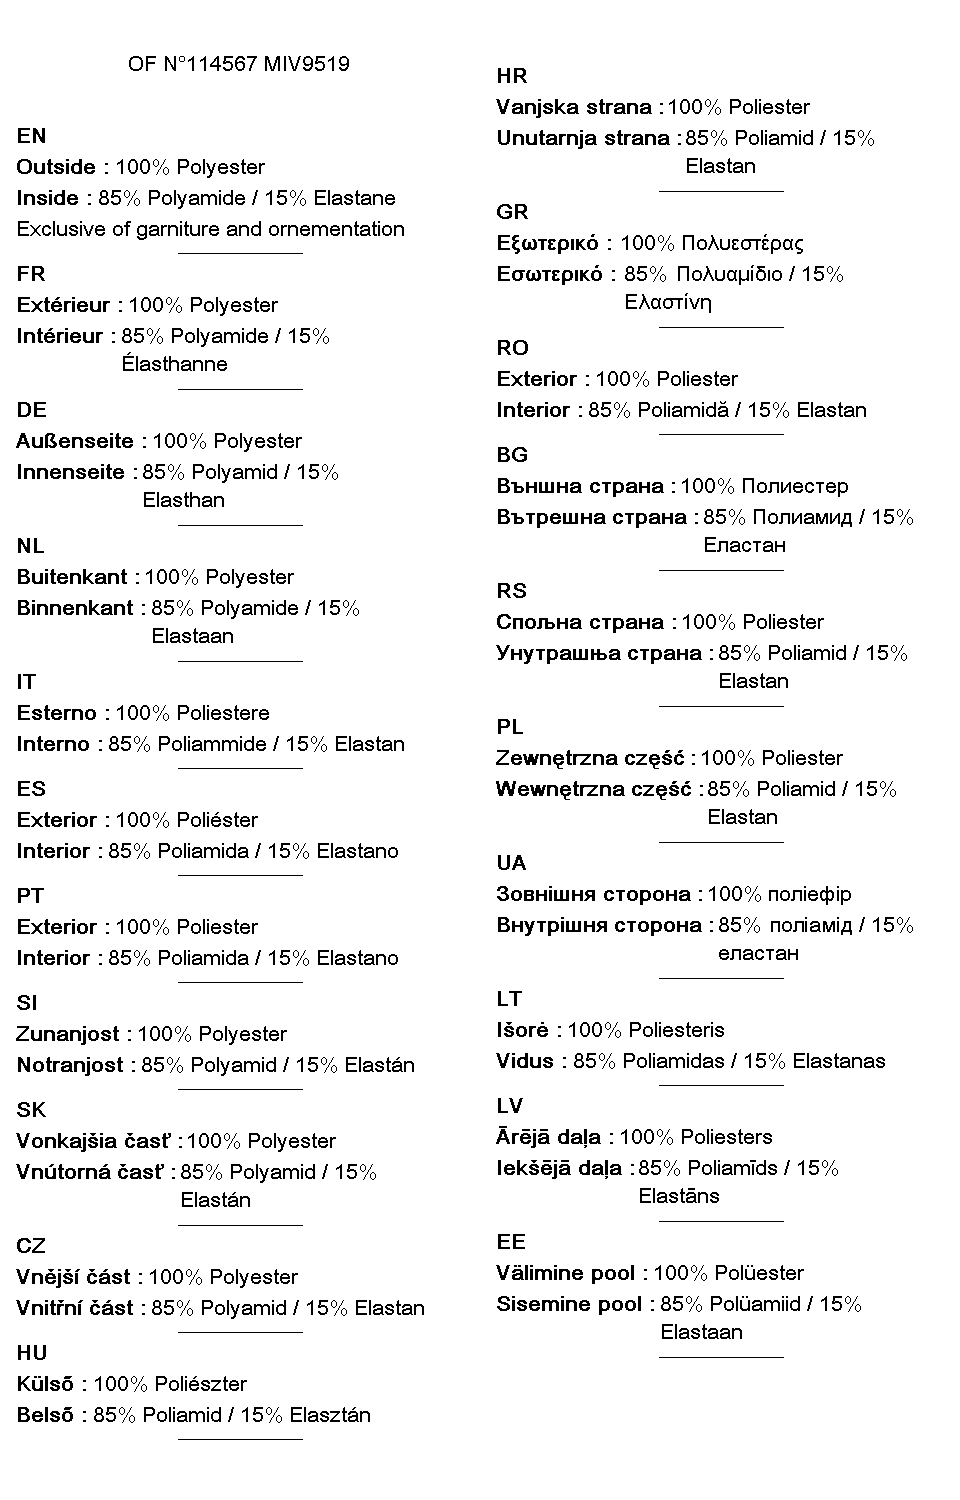 OF N°114567 MIV9519
EN
Outside : 100% Polyester
Inside : 85% Polyamide / 15% Elastane
Exclusive of garniture and ornementation
FR
Extérieur : 100% Polyester
Intérieur : 85% Polyamide / 15%
Élasthanne
DE
Außenseite : 100% Polyester
Innenseite : 85% Polyamid / 15%
Elasthan
NL
Buitenkant : 100% Polyester
Binnenkant : 85% Polyamide / 15%
Elastaan
IT
Esterno : 100% Poliestere
Interno : 85% Poliammide / 15% Elastan
ES
Exterior : 100% Poliéster
Interior : 85% Poliamida / 15% Elastano
PT
Exterior : 100% Poliester
Interior : 85% Poliamida / 15% Elastano
SI
Zunanjost : 100% Polyester
Notranjost : 85% Polyamid / 15% Elastán
SK
Vonkajšia časť : 100% Polyester
Vnútorná časť : 85% Polyamid / 15%
Elastán
CZ
Vnější část : 100% Polyester
Vnitřní část : 85% Polyamid / 15% Elastan
HU
Külső : 100% Poliészter
Belső : 85% Poliamid / 15% Elasztán
HR
Vanjska strana : 100% Poliester
Unutarnja strana : 85% Poliamid / 15%
Elastan
GR
Εξωτερικό : 100% Πολυεστέρας
Εσωτερικό : 85% Πολυαμίδιο / 15%
Ελαστίνη
RO
Exterior : 100% Poliester
Interior : 85% Poliamidă / 15% Elastan
BG
Външна страна : 100% Полиестер
Вътрешна страна : 85% Полиамид / 15%
Еластан
RS
Спољна страна : 100% Poliester
Унутрашња страна : 85% Poliamid / 15%
Elastan
PL
Zewnętrzna część : 100% Poliester
Wewnętrzna część : 85% Poliamid / 15%
Elastan
UA
Зовнішня сторона : 100% поліефір
Внутрішня сторона : 85% поліамід / 15%
еластан
LT
Išorė : 100% Poliesteris
Vidus : 85% Poliamidas / 15% Elastanas
LV
Ārējā daļa : 100% Poliesters
Iekšējā daļa : 85% Poliamīds / 15%
Elastāns
EE
Välimine pool : 100% Polüester
Sisemine pool : 85% Polüamiid / 15%
Elastaan